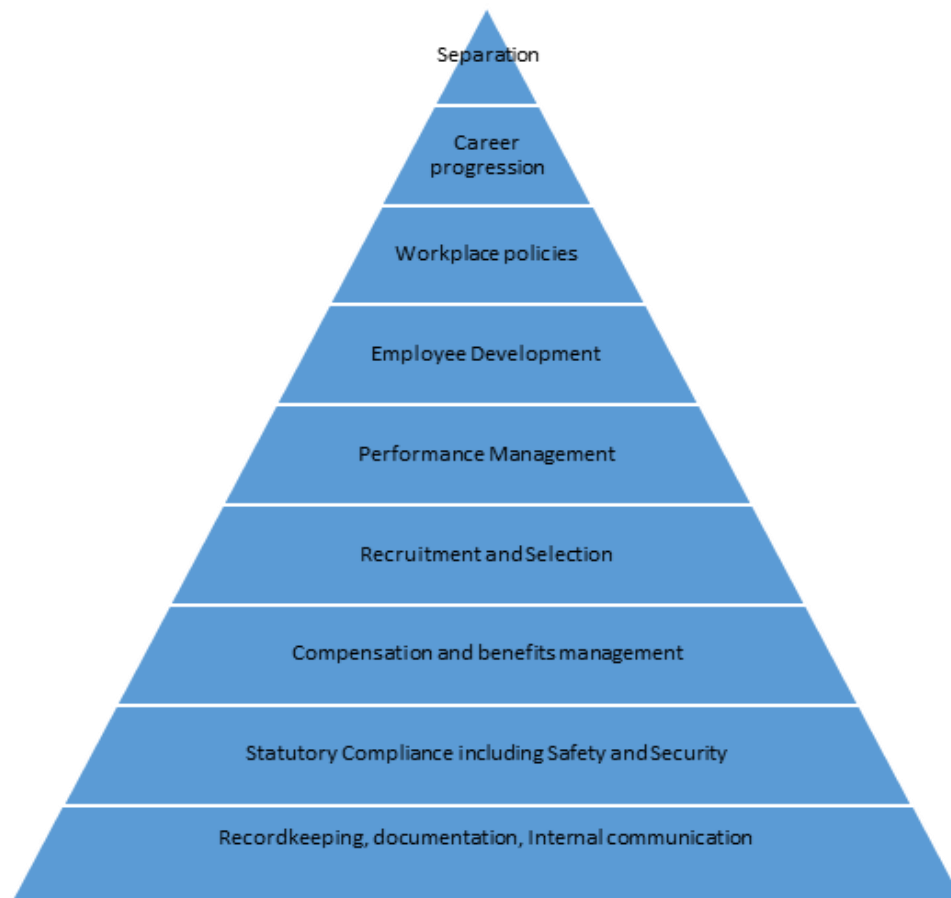 Separation
Career
progression
Workplace policies
Employee Development
Performance Management
Recruitment and Selection
Compensation and benefits management
Statutory Compliance including Safety and Security
Recordkeeping, documentation, Internal communication